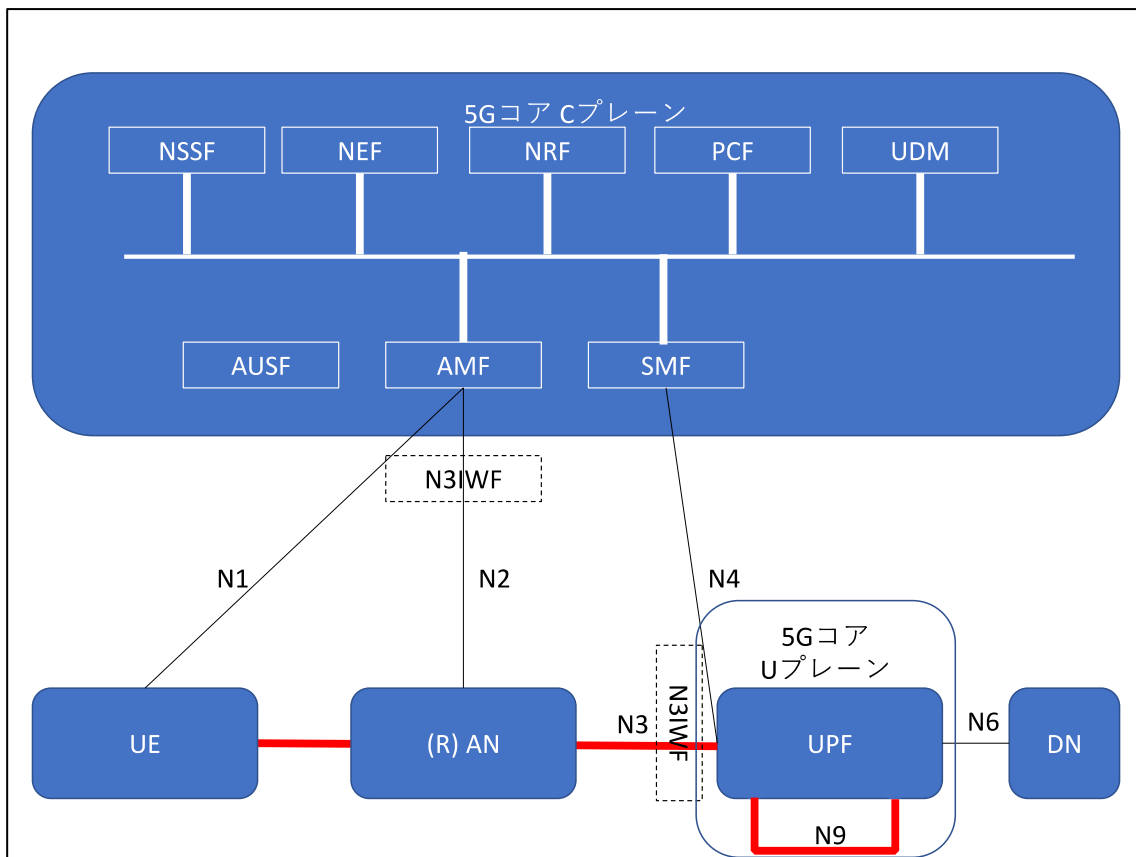 5Gコア Cプレーン
NSSF
NEF
NRF
PCF
UDM
AUSF
AMF
SMF
N3IWF
N1
N2
N4
5Gコア
Uプレーン
UE
(R) AN
N3
N3IWF
UPF
N6
DN
N9